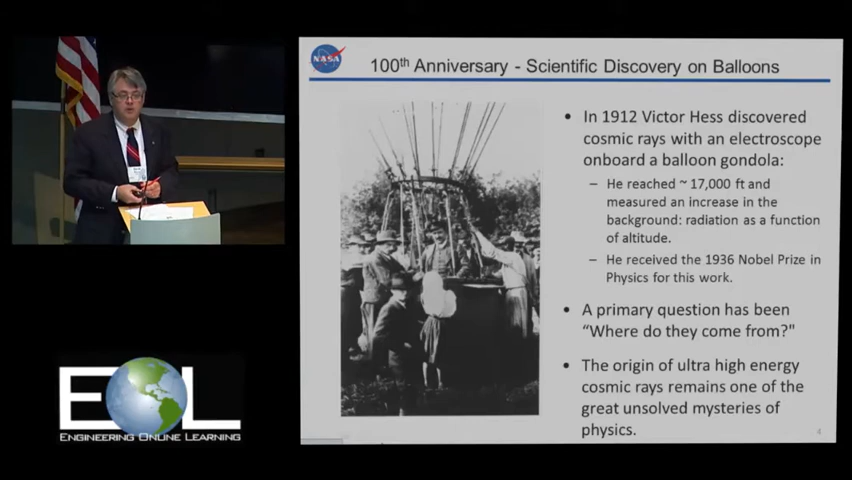 NASA
100th Anniversary - Scientific Discovery on Balloons
• In 1912 Victor Hess discovered
cosmic rays with an electroscope
onboard a balloon gondola:
– He reached ~ 17,000 ft and
measured an increase in the
background: radiation as a function
of altitude.
– He received the 1936 Nobel Prize in
Physics for this work.
• A primary question has been
“Where do they come from?"
• The origin of ultra high energy
cosmic rays remains one of the
great unsolved mysteries of
physics.
4
EOL
ENGINEERING ONLINE LEARNING